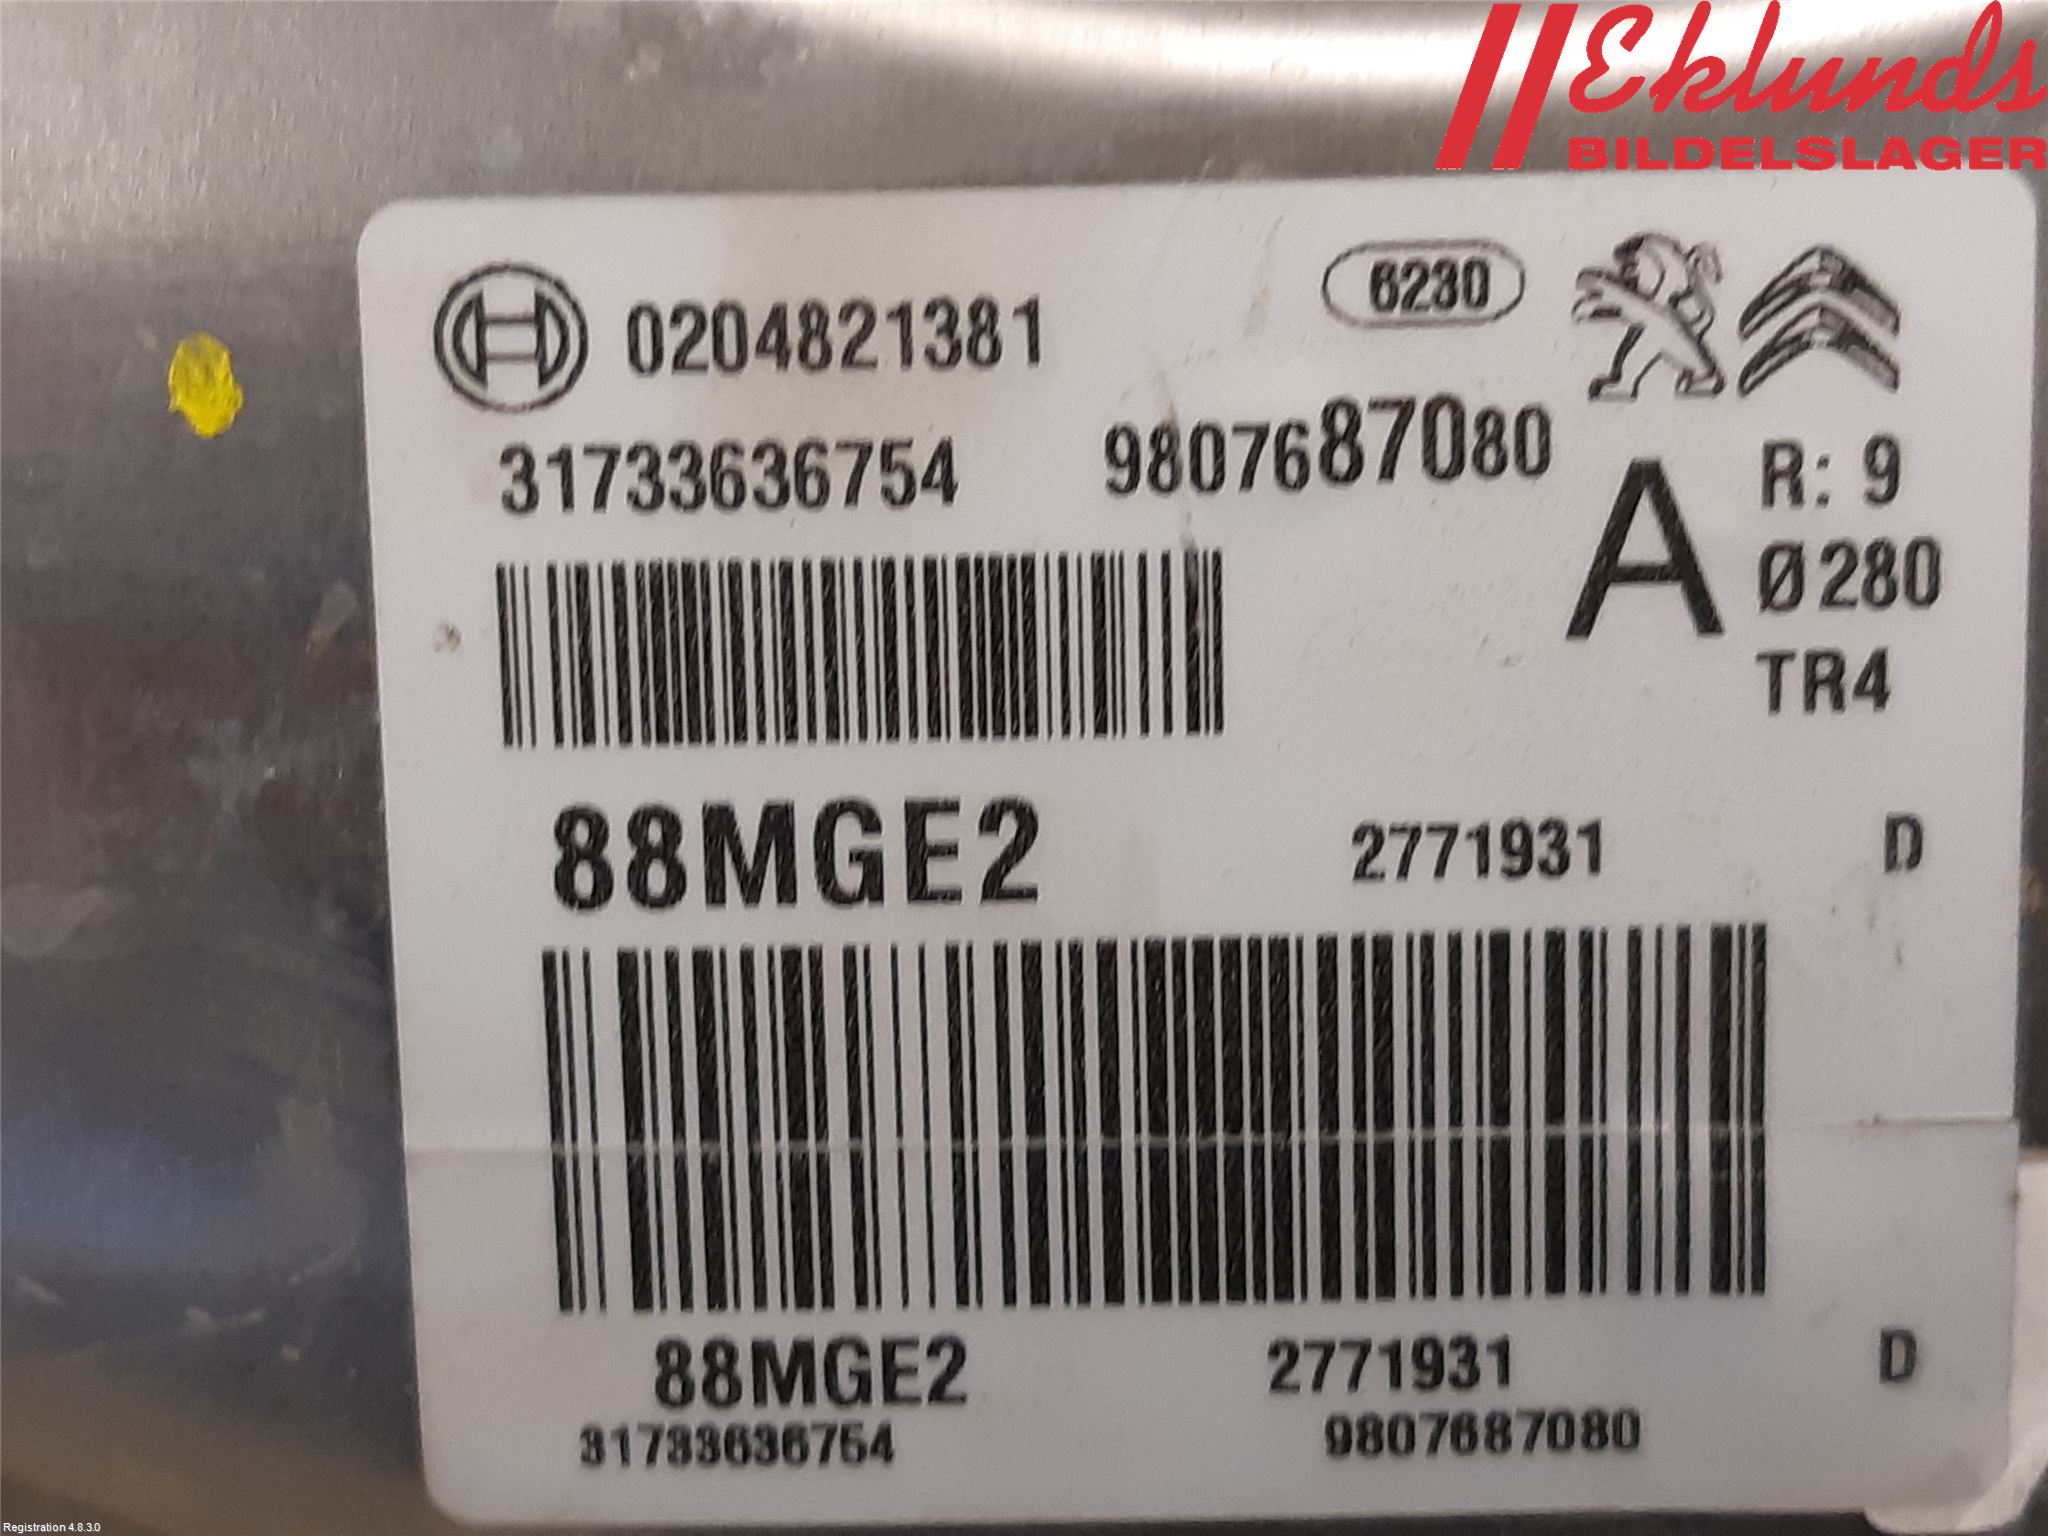 Eklunds
BILDELSLAGER
0204821381
6230
31733636754 9807687080
A
R: 9
Ø 280
TR4
88MGE2 2771931 D
88MGE2 2771931 D
31733636754 9807687080
Registration 4.8.3.0